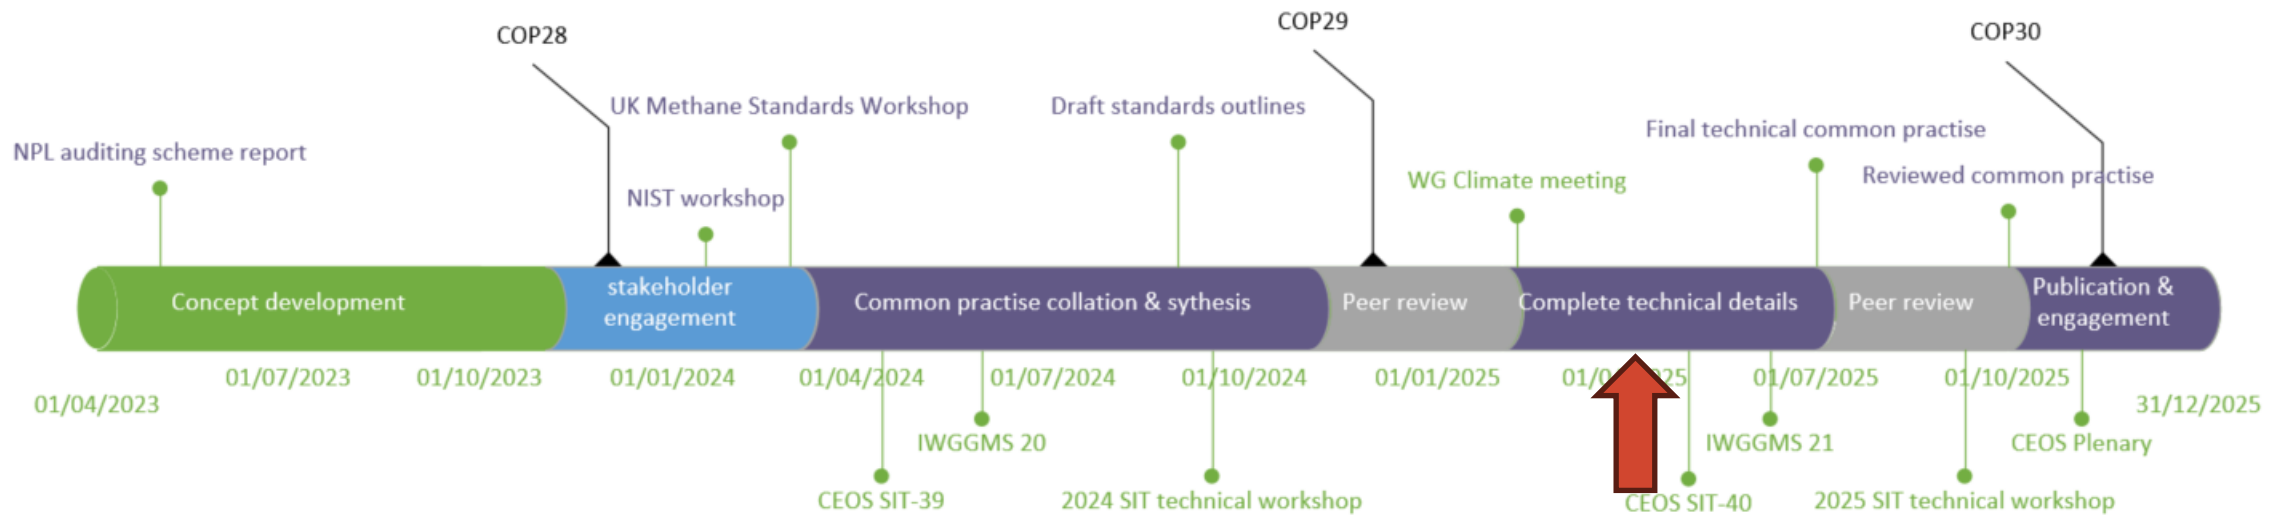 COP28
COP29
COP30
UK Methane Standards Workshop
Draft standards outlines
Final technical common practise
NPL auditing scheme report
NIST workshop
WG Climate meeting
Reviewed common practise
Concept development
stakeholder
engagement
Common practise collation & sythesis
Peer review
Complete technical details
Peer review
Publication &
engagement
01/04/2023
01/07/2023
01/10/2023
01/01/2024
01/04/2024
01/07/2024
01/10/2024
01/01/2025
01/07/2025
01/10/2025
31/12/2025
IWGGMS 20
IWGGMS 21
CEOS Plenary
CEOS SIT-39
2024 SIT technical workshop
CEOS SIT-40
2025 SIT technical workshop